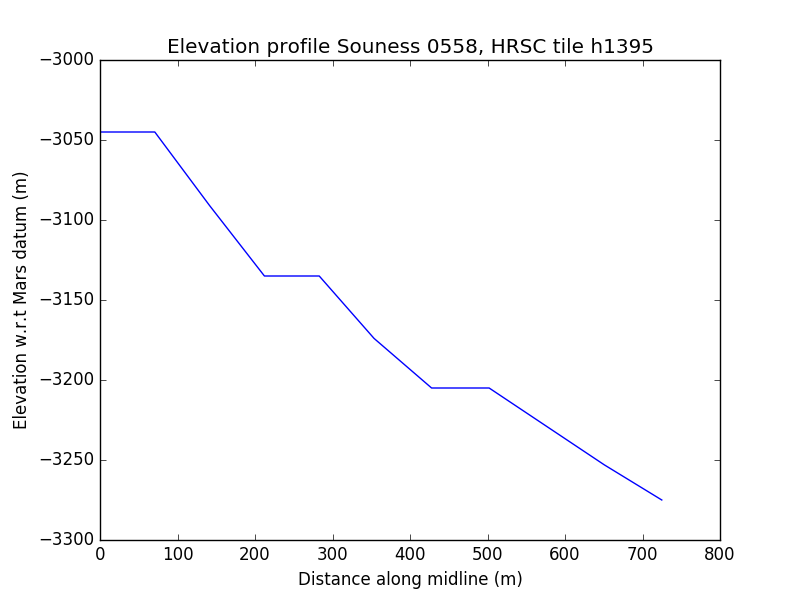 Elevation profile Souness 0558, HRSC tile h1395
−3000
−3050
−3100
−3150
−3200
−3250
−3300
Elevation w.r.t Mars datum (m)
0 100 200 300 400 500 600 700 800
Distance along midline (m)